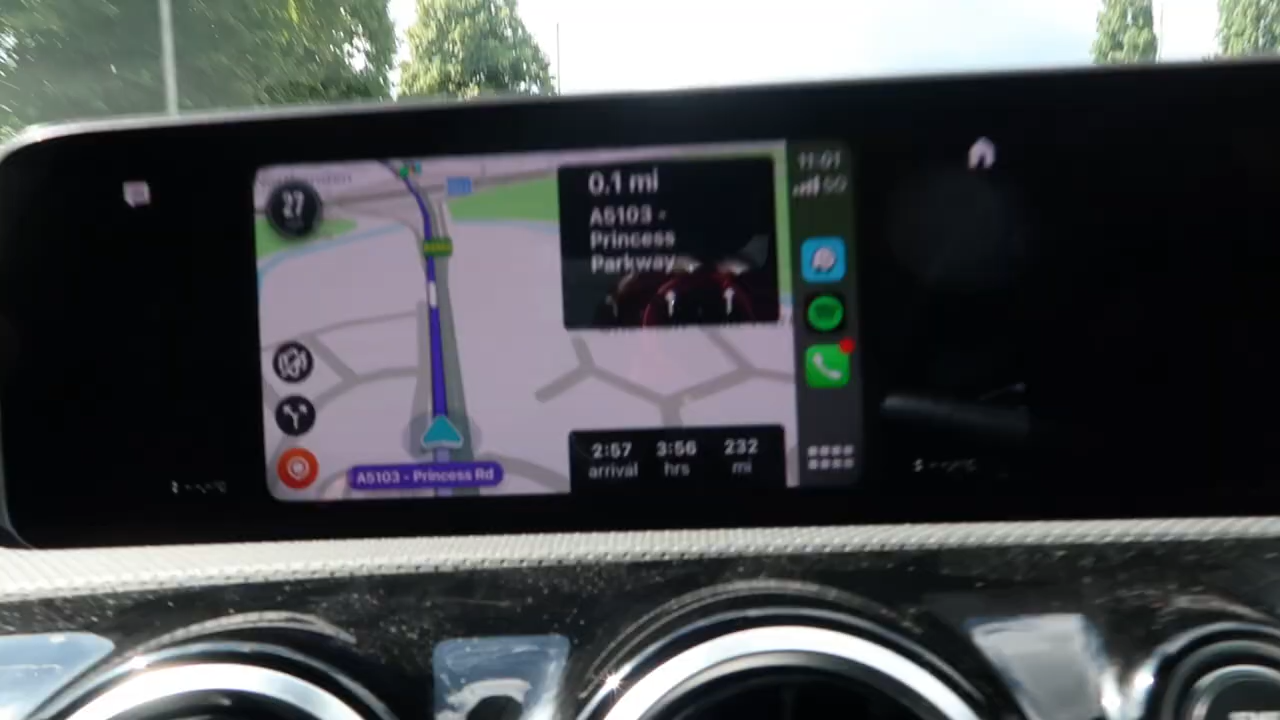 27
0.1 mi
A5103 -
Princess
Parkway
11:01
5G
2:57 3:56 232
arrival hrs mi
A5103 - Princess Rd